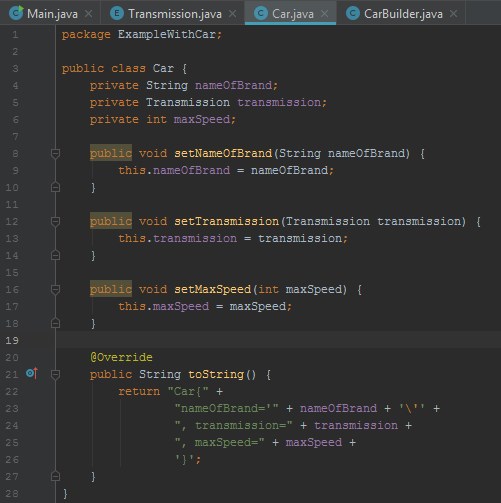 Main.java × Transmission.java × Car.java × CarBuilder.java ×
1 package ExampleWithCar;
2
3 public class Car {
4     private String nameOfBrand;
5     private Transmission transmission;
6     private int maxSpeed;
7
8     public void setNameOfBrand(String nameOfBrand) {
9         this.nameOfBrand = nameOfBrand;
10     }
11
12     public void setTransmission(Transmission transmission) {
13         this.transmission = transmission;
14     }
15
16     public void setMaxSpeed(int maxSpeed) {
17         this.maxSpeed = maxSpeed;
18     }
19
20     @Override
21     public String toString() {
22         return "Car{" +
23                 "nameOfBrand='" + nameOfBrand + '\'' +
24                 ", transmission=" + transmission +
25                 ", maxSpeed=" + maxSpeed +
26                 '}';
27     }
28 }